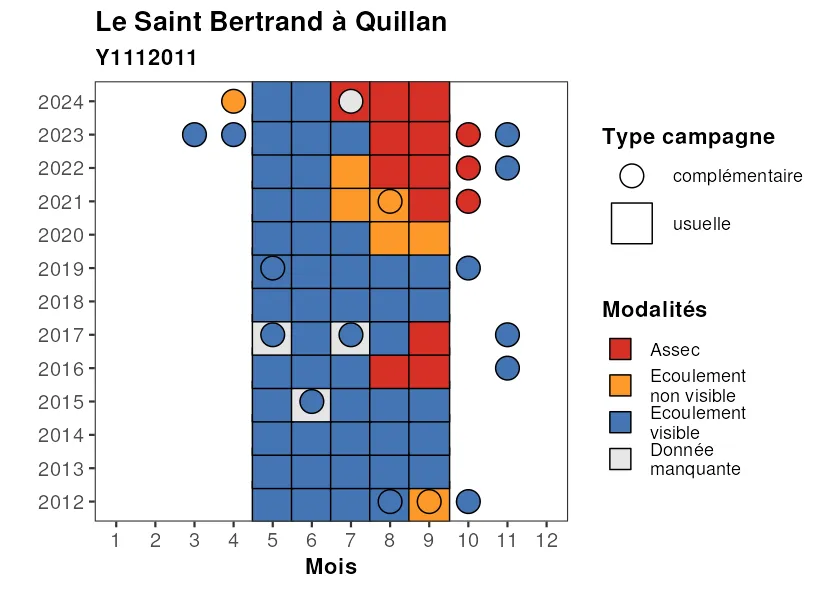 Le Saint Bertrand à Quillan
Y1112011
2024
2023
2022
2021
2020
2019
2018
2017
2016
2015
2014
2013
2012
1 2 3 4 5 6 7 8 9 10 11 12
Mois
Type campagne
complémentaire
usuelle
Modalités
Assec
Ecoulement
non visible
Ecoulement
visible
Donnée
manquante